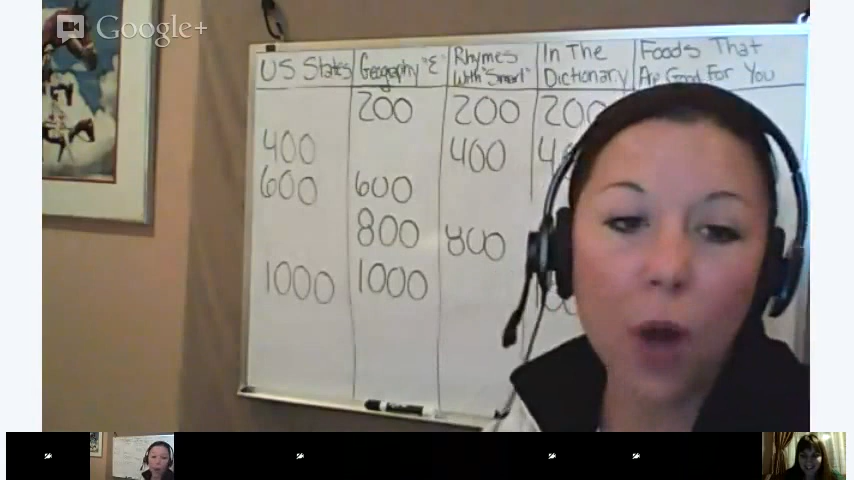 Google+
US States Geography "E" Rhymes With "Smart" In The Dictionary Foods That Are Good For You
200 200 200
400 400
600 600
800 800
1000 1000